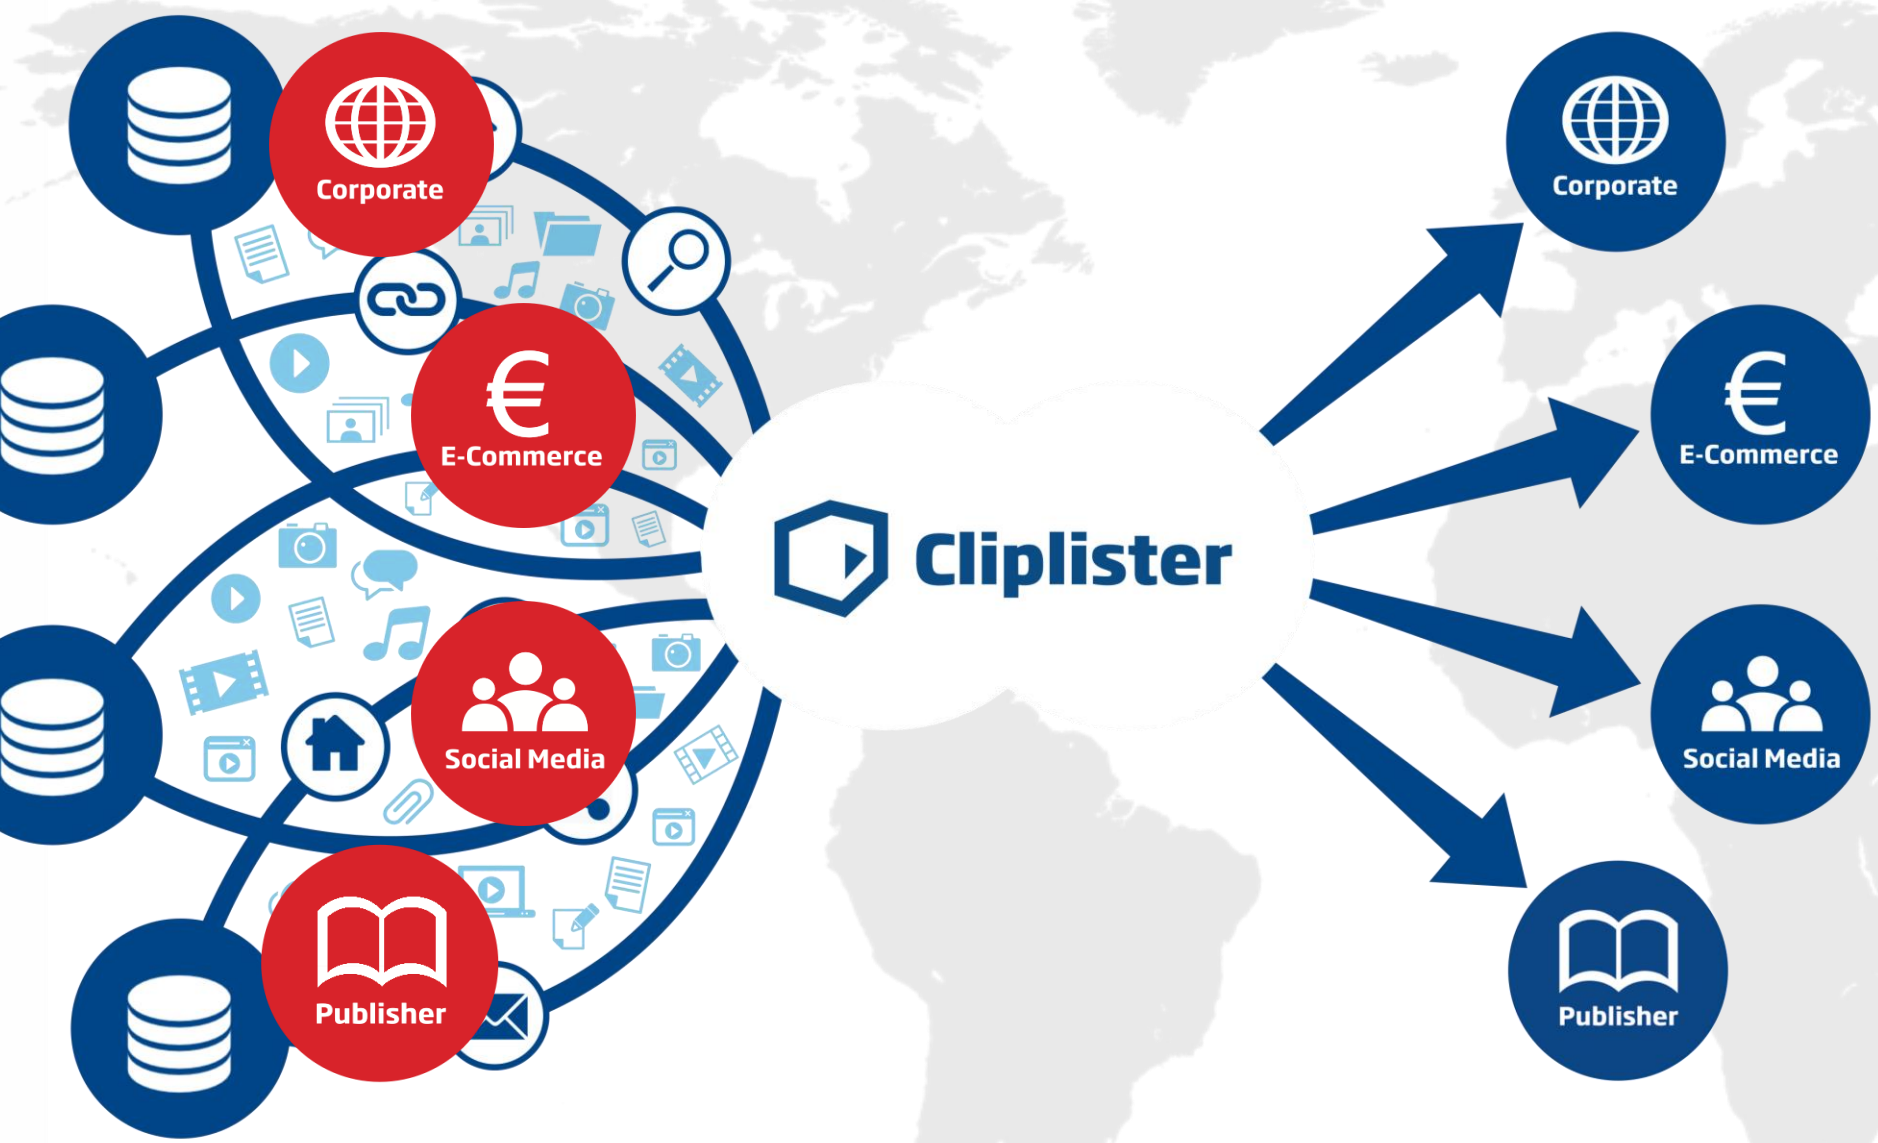 Corporate
E-Commerce
Social Media
Publisher
Cliplister
Corporate
E-Commerce
Social Media
Publisher